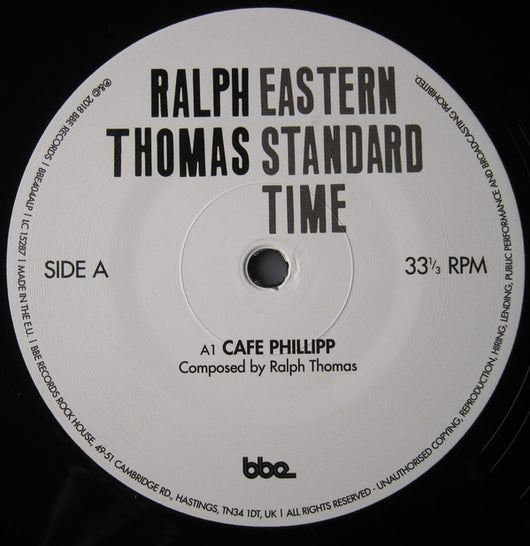 RALPH EASTERN
THOMAS STANDARD
TIME
SIDE A
33⅓ RPM
A1 CAFE PHILLIPP
Composed by Ralph Thomas
bbe
℗&© 2018 BBE RECORDS | BBE404ALP | LC 15287 | MADE IN THE E.U. | BBE RECORDS ROCK HOUSE, 49-51 CAMBRIDGE RD., HASTINGS, TN34 1DT, UK | ALL RIGHTS RESERVED - UNAUTHORISED COPYING, REPRODUCTION, HIRING, LENDING, PUBLIC PERFORMANCE AND BROADCASTING PROHIBITED.